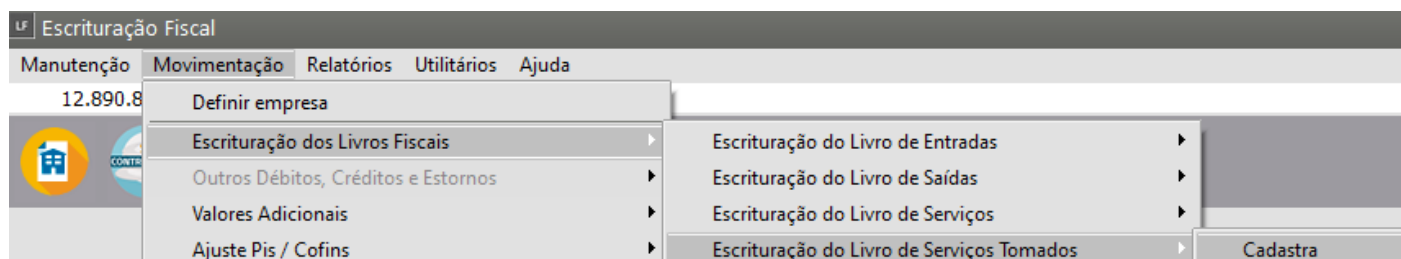 LF Escrituração Fiscal
Manutenção Movimentação Relatórios Utilitários Ajuda
12.890.8
Definir empresa
Escrituração dos Livros Fiscais
Escrituração do Livro de Entradas
CONTR
Outros Débitos, Créditos e Estornos
Escrituração do Livro de Saídas
Valores Adicionais
Escrituração do Livro de Serviços
Ajuste Pis / Cofins
Escrituração do Livro de Serviços Tomados
Cadastra